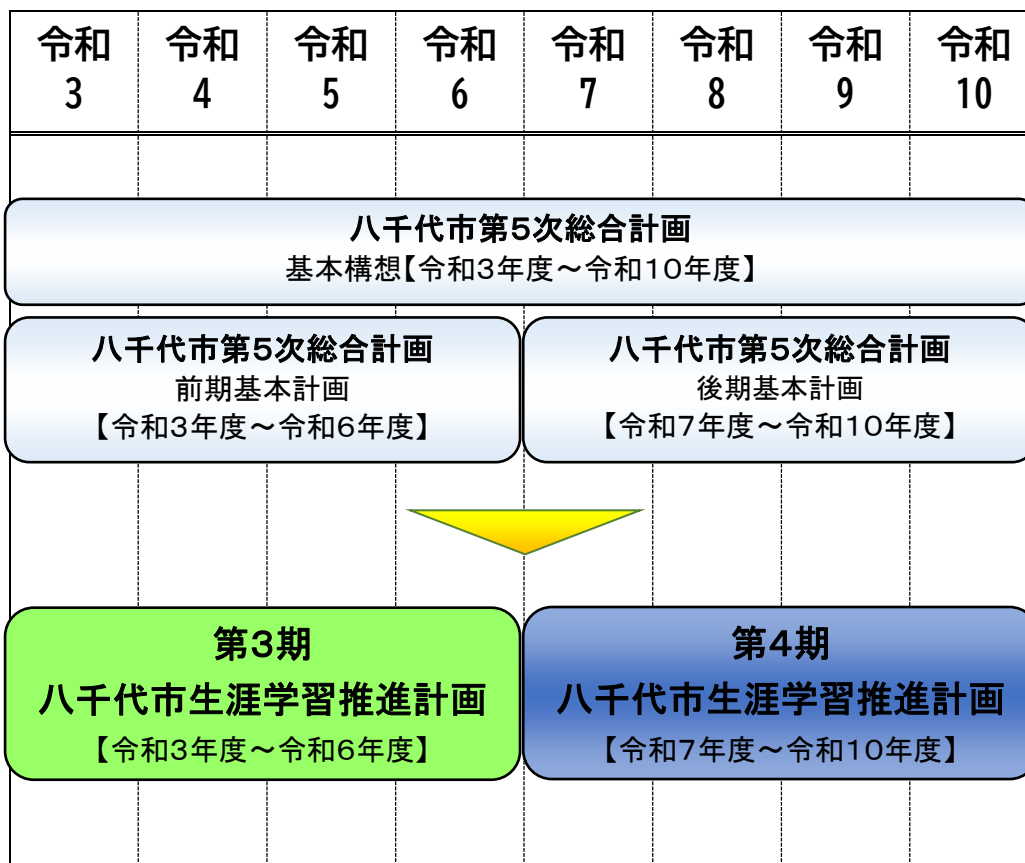 令和 令和 令和 令和 令和 令和 令和 令和
3 4 5 6 7 8 9 10
八千代市第5次総合計画
基本構想【令和3年度～令和10年度】
八千代市第5次総合計画
前期基本計画
【令和3年度～令和6年度】
八千代市第5次総合計画
後期基本計画
【令和7年度～令和10年度】
第3期
八千代市生涯学習推進計画
【令和3年度～令和6年度】
第4期
八千代市生涯学習推進計画
【令和7年度～令和10年度】